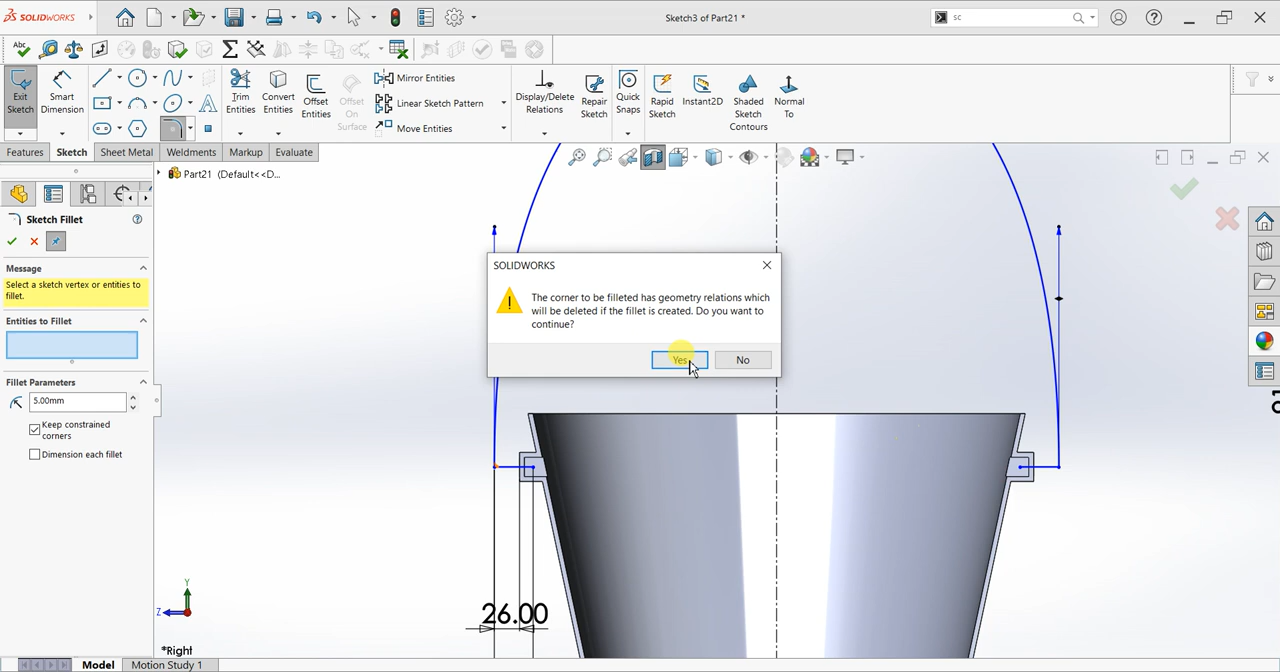 SOLIDWORKS
Sketch3 of Part21 *
sc
Exit Sketch
Smart Dimension
Trim Entities
Convert Entities
Offset Entities
Offset On Surface
Mirror Entities
Linear Sketch Pattern
Move Entities
Display/Delete Relations
Repair Sketch
Quick Snaps
Rapid Sketch
Instant2D
Shaded Sketch Contours
Normal To
Features
Sketch
Sheet Metal
Weldments
Markup
Evaluate
Part21 (Default<<D...
Sketch Fillet
Message
Select a sketch vertex or entities to
fillet.
Entities to Fillet
Fillet Parameters
5.00mm
Keep constrained
corners
Dimension each fillet
SOLIDWORKS
The corner to be filleted has geometry relations which
will be deleted if the fillet is created. Do you want to
continue?
Yes
No
26.00
Y
Z
*Right
Model
Motion Study 1